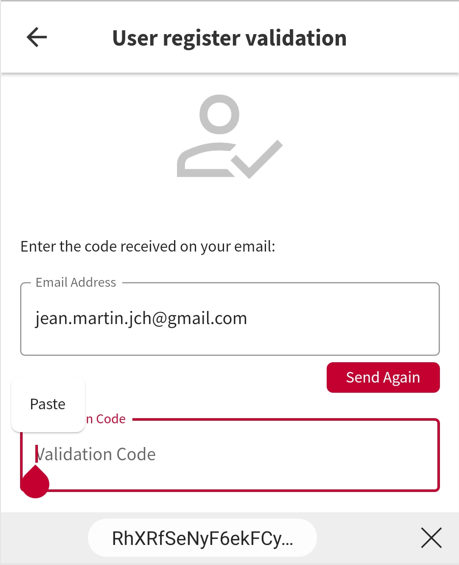 User register validation
Enter the code received on your email:
Email Address
jean.martin.jch@gmail.com
Send Again
Paste
n Code
Validation Code
RhXRfSeNyF6ekFCy...